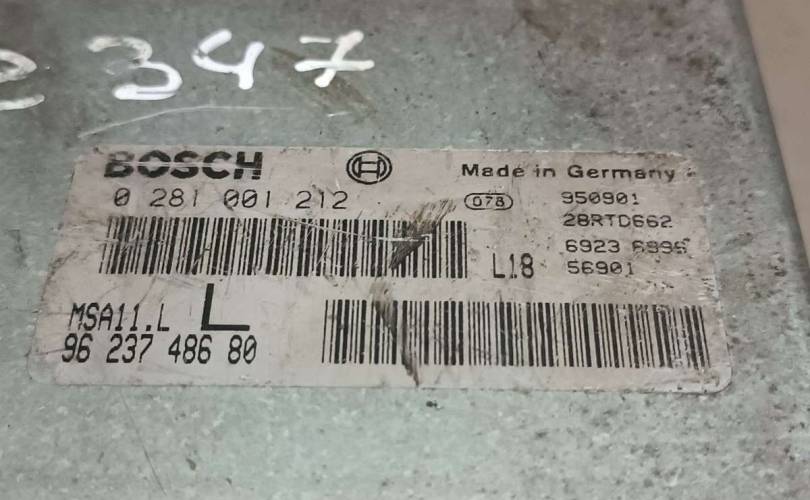 347
BOSCH
Made in Germany
0 281 001 212
078
950901
28RTD662
6923
L18
56901
MSA11.L
L
96 237 486 80